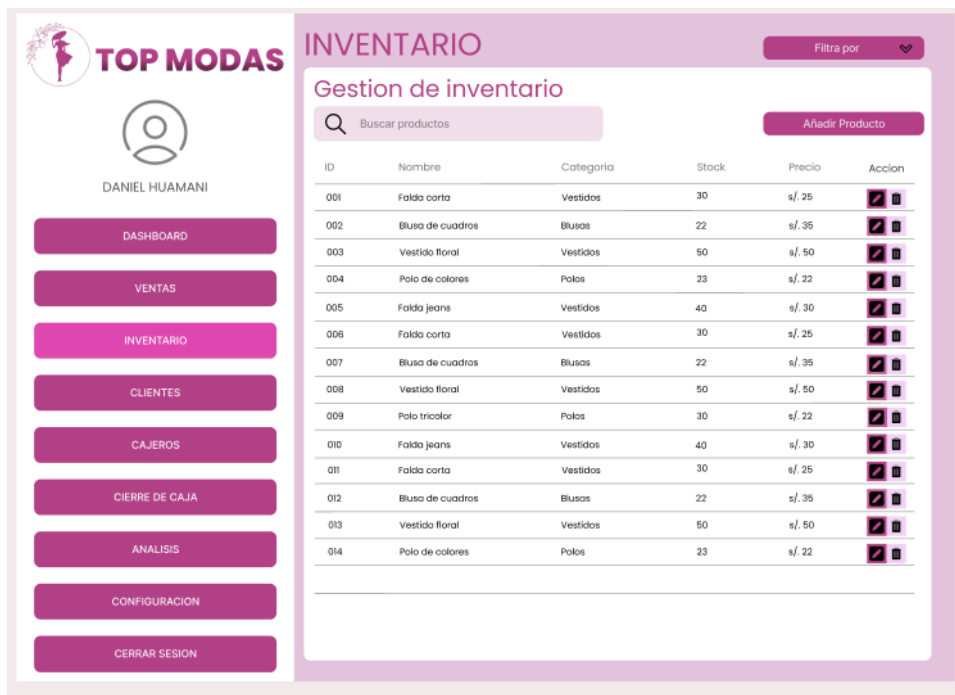 TOP MODAS
DANIEL HUAMANI
DASHBOARD
VENTAS
INVENTARIO
CLIENTES
CAJEROS
CIERRE DE CAJA
ANALISIS
CONFIGURACION
CERRAR SESION
INVENTARIO
Filtra por
Gestion de inventario
Buscar productos
Añadir Producto
ID Nombre Categoria Stock Precio Accion
001 Falda corta Vestidos 30 s/. 25
002 Blusa de cuadros Blusas 22 s/. 35
003 Vestido floral Vestidos 50 s/. 50
004 Polo de colores Polos 23 s/. 22
005 Falda jeans Vestidos 40 s/. 30
006 Falda corta Vestidos 30 s/. 25
007 Blusa de cuadros Blusas 22 s/. 35
008 Vestido floral Vestidos 50 s/. 50
009 Polo tricolor Polos 30 s/. 22
010 Falda jeans Vestidos 40 s/. 30
011 Falda corta Vestidos 30 s/. 25
012 Blusa de cuadros Blusas 22 s/. 35
013 Vestido floral Vestidos 50 s/. 50
014 Polo de colores Polos 23 s/. 22